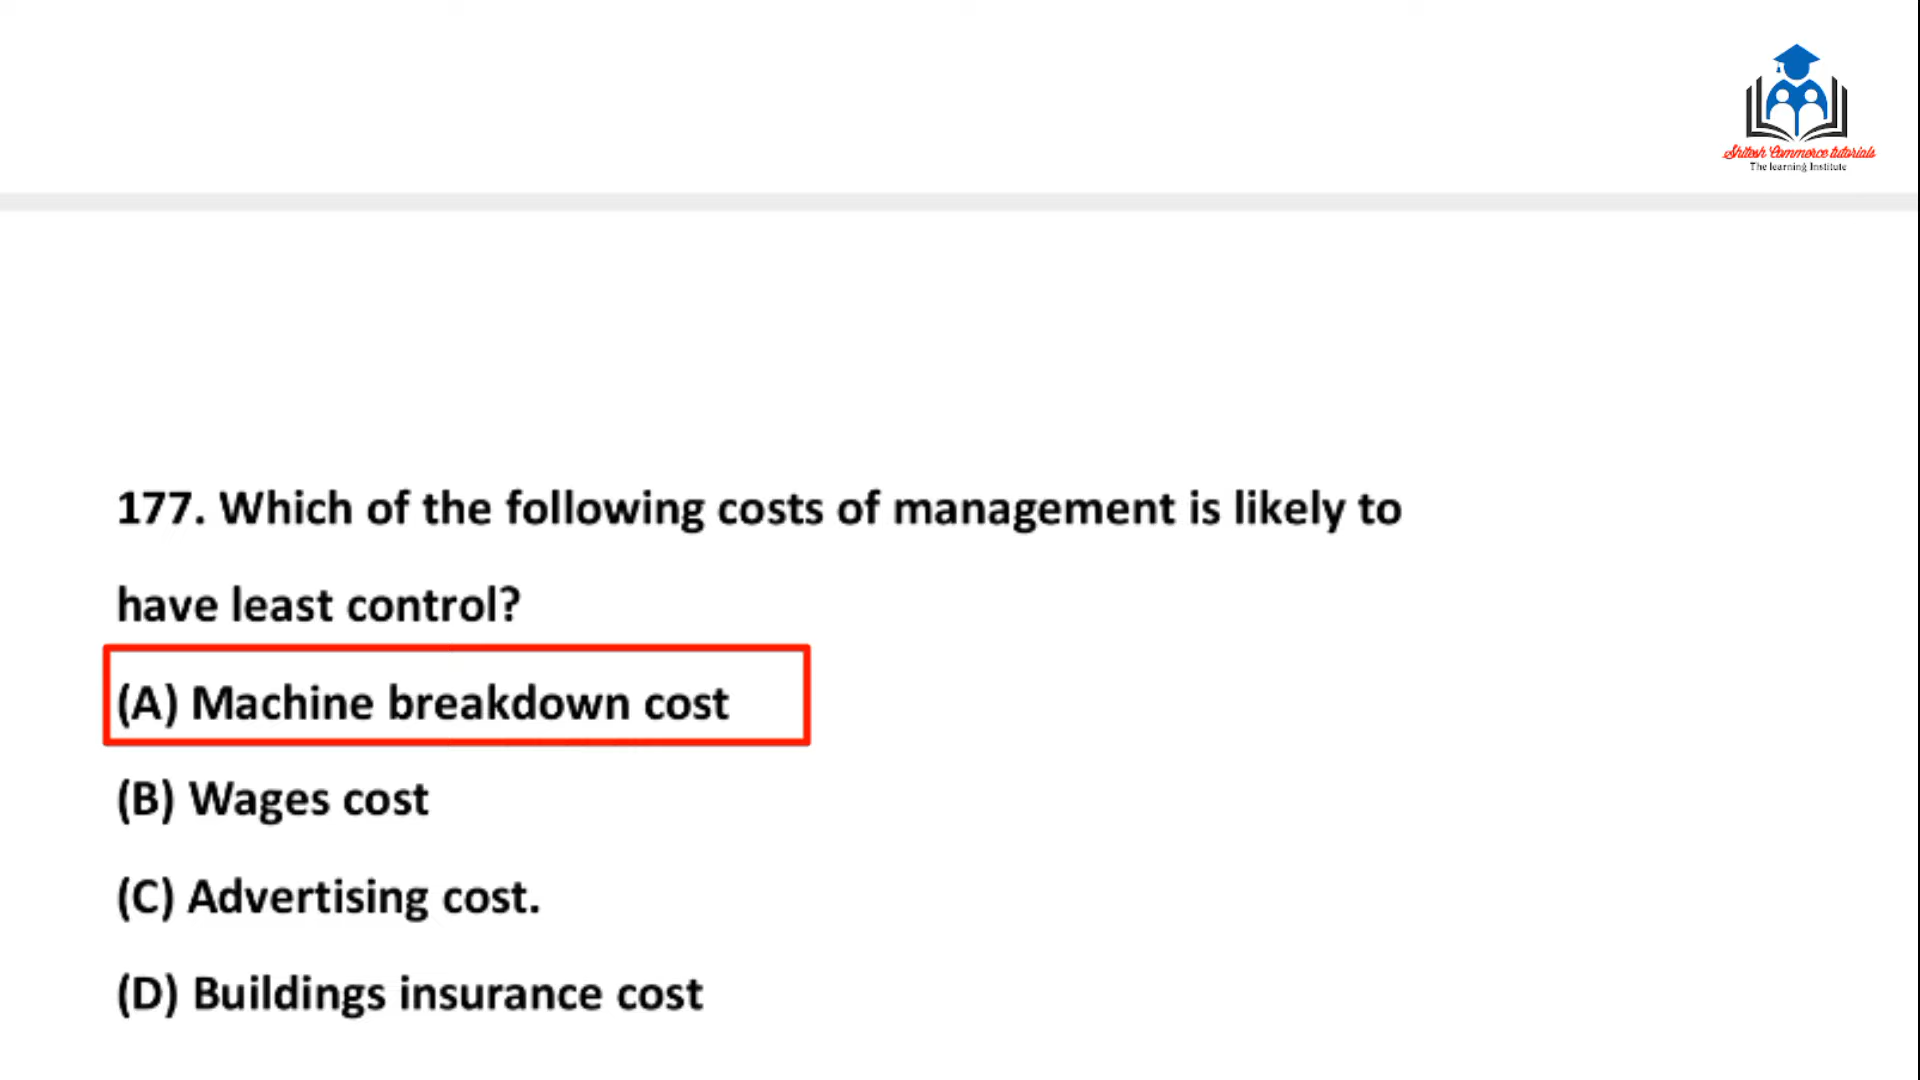 Shitesh Commerce tutorials
The learning Institute
177. Which of the following costs of management is likely to
have least control?
(A) Machine breakdown cost
(B) Wages cost
(C) Advertising cost.
(D) Buildings insurance cost